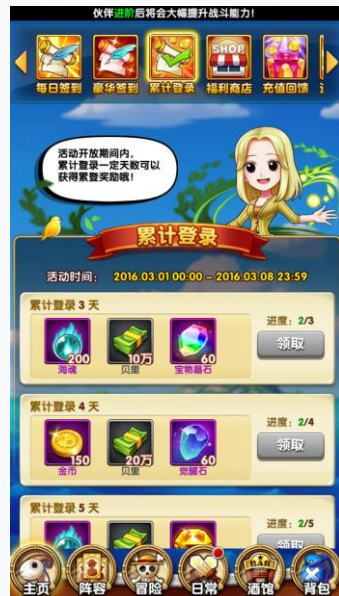 伙伴进阶后将会大幅提升战斗能力!
SHOP
每日签到 豪华签到 累计登录 福利商店 充值回馈
活动开放期间内,
累计登录一定天数可以
获得累登奖励哦!
累计登录
活动时间: 2016.03.01 00:00 - 2016.03.08 23:59
累计登录 3 天
进度: 2/3
200 10万 60
领取
海魂 贝里 宝物晶石
累计登录 4 天
进度: 2/4
150 20万 60
领取
金币 贝里 觉醒石
累计登录 5 天
进度: 2/5
领取
BAR
主页 阵容 冒险 日常 酒馆 背包